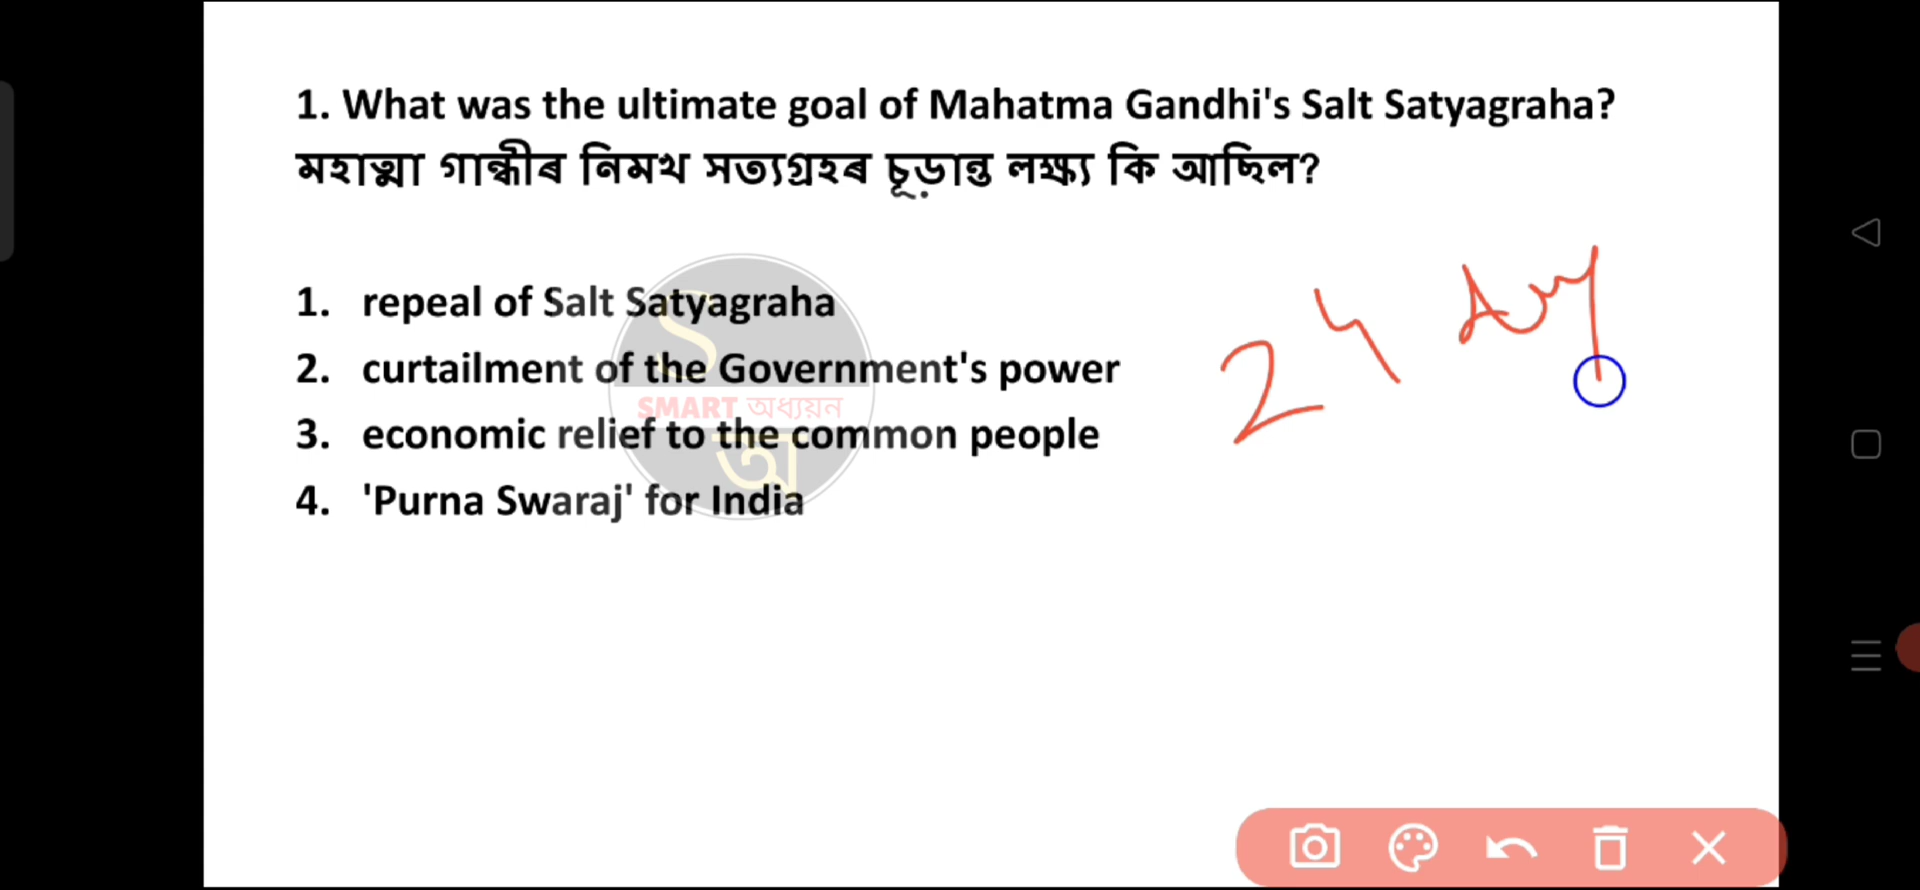 1. What was the ultimate goal of Mahatma Gandhi's Salt Satyagraha?
মহাত্মা গান্ধীৰ নিমখ সত্যগ্ৰহৰ চূড়ান্ত লক্ষ্য কি আছিল?
1. repeal of Salt Satyagraha
2. curtailment of the Government's power
SMART অধ্যয়ন
3. economic relief to the common people
4. 'Purna Swaraj' for India